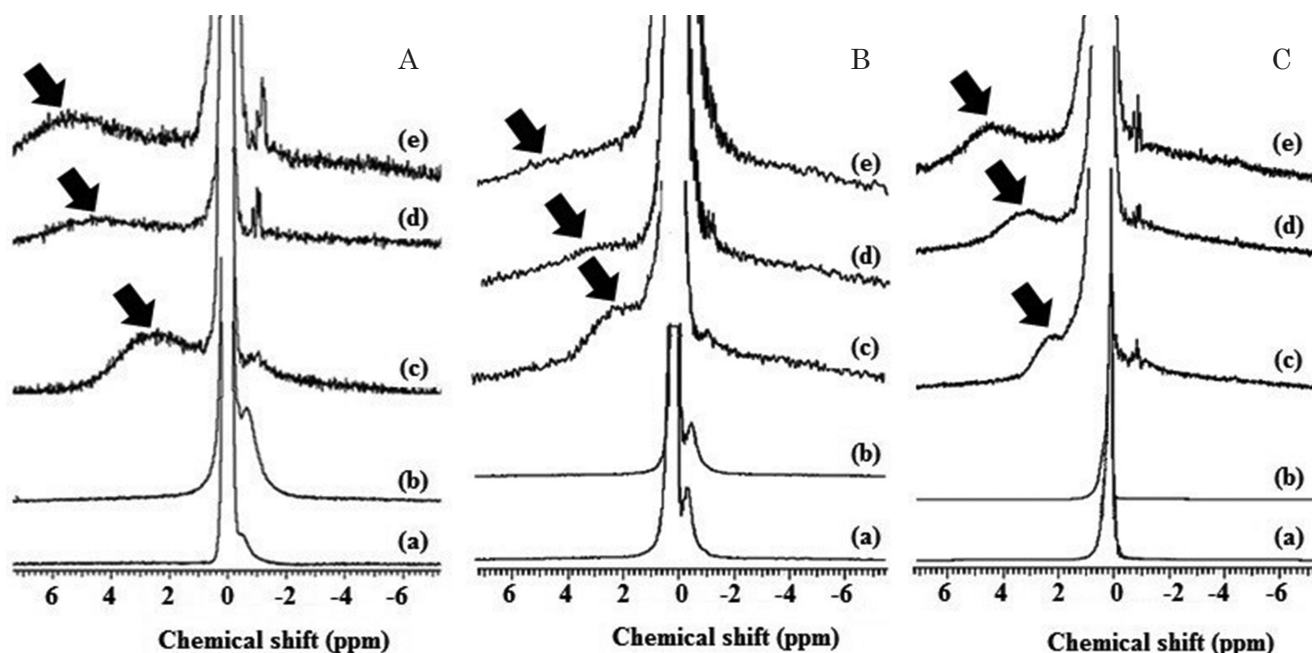 A
(e)
(d)
(c)
(b)
(a)
6 4 2 0 -2 -4 -6
Chemical shift (ppm)
B
(e)
(d)
(c)
(b)
(a)
6 4 2 0 -2 -4 -6
Chemical shift (ppm)
C
(e)
(d)
(c)
(b)
(a)
6 4 2 0 -2 -4 -6
Chemical shift (ppm)